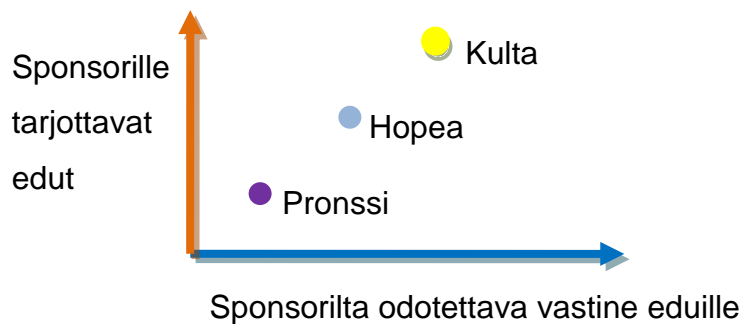 Sponsorille
tarjottavat
edut
Kulta
Hopea
Pronssi
Sponsorilta odotettava vastine eduille